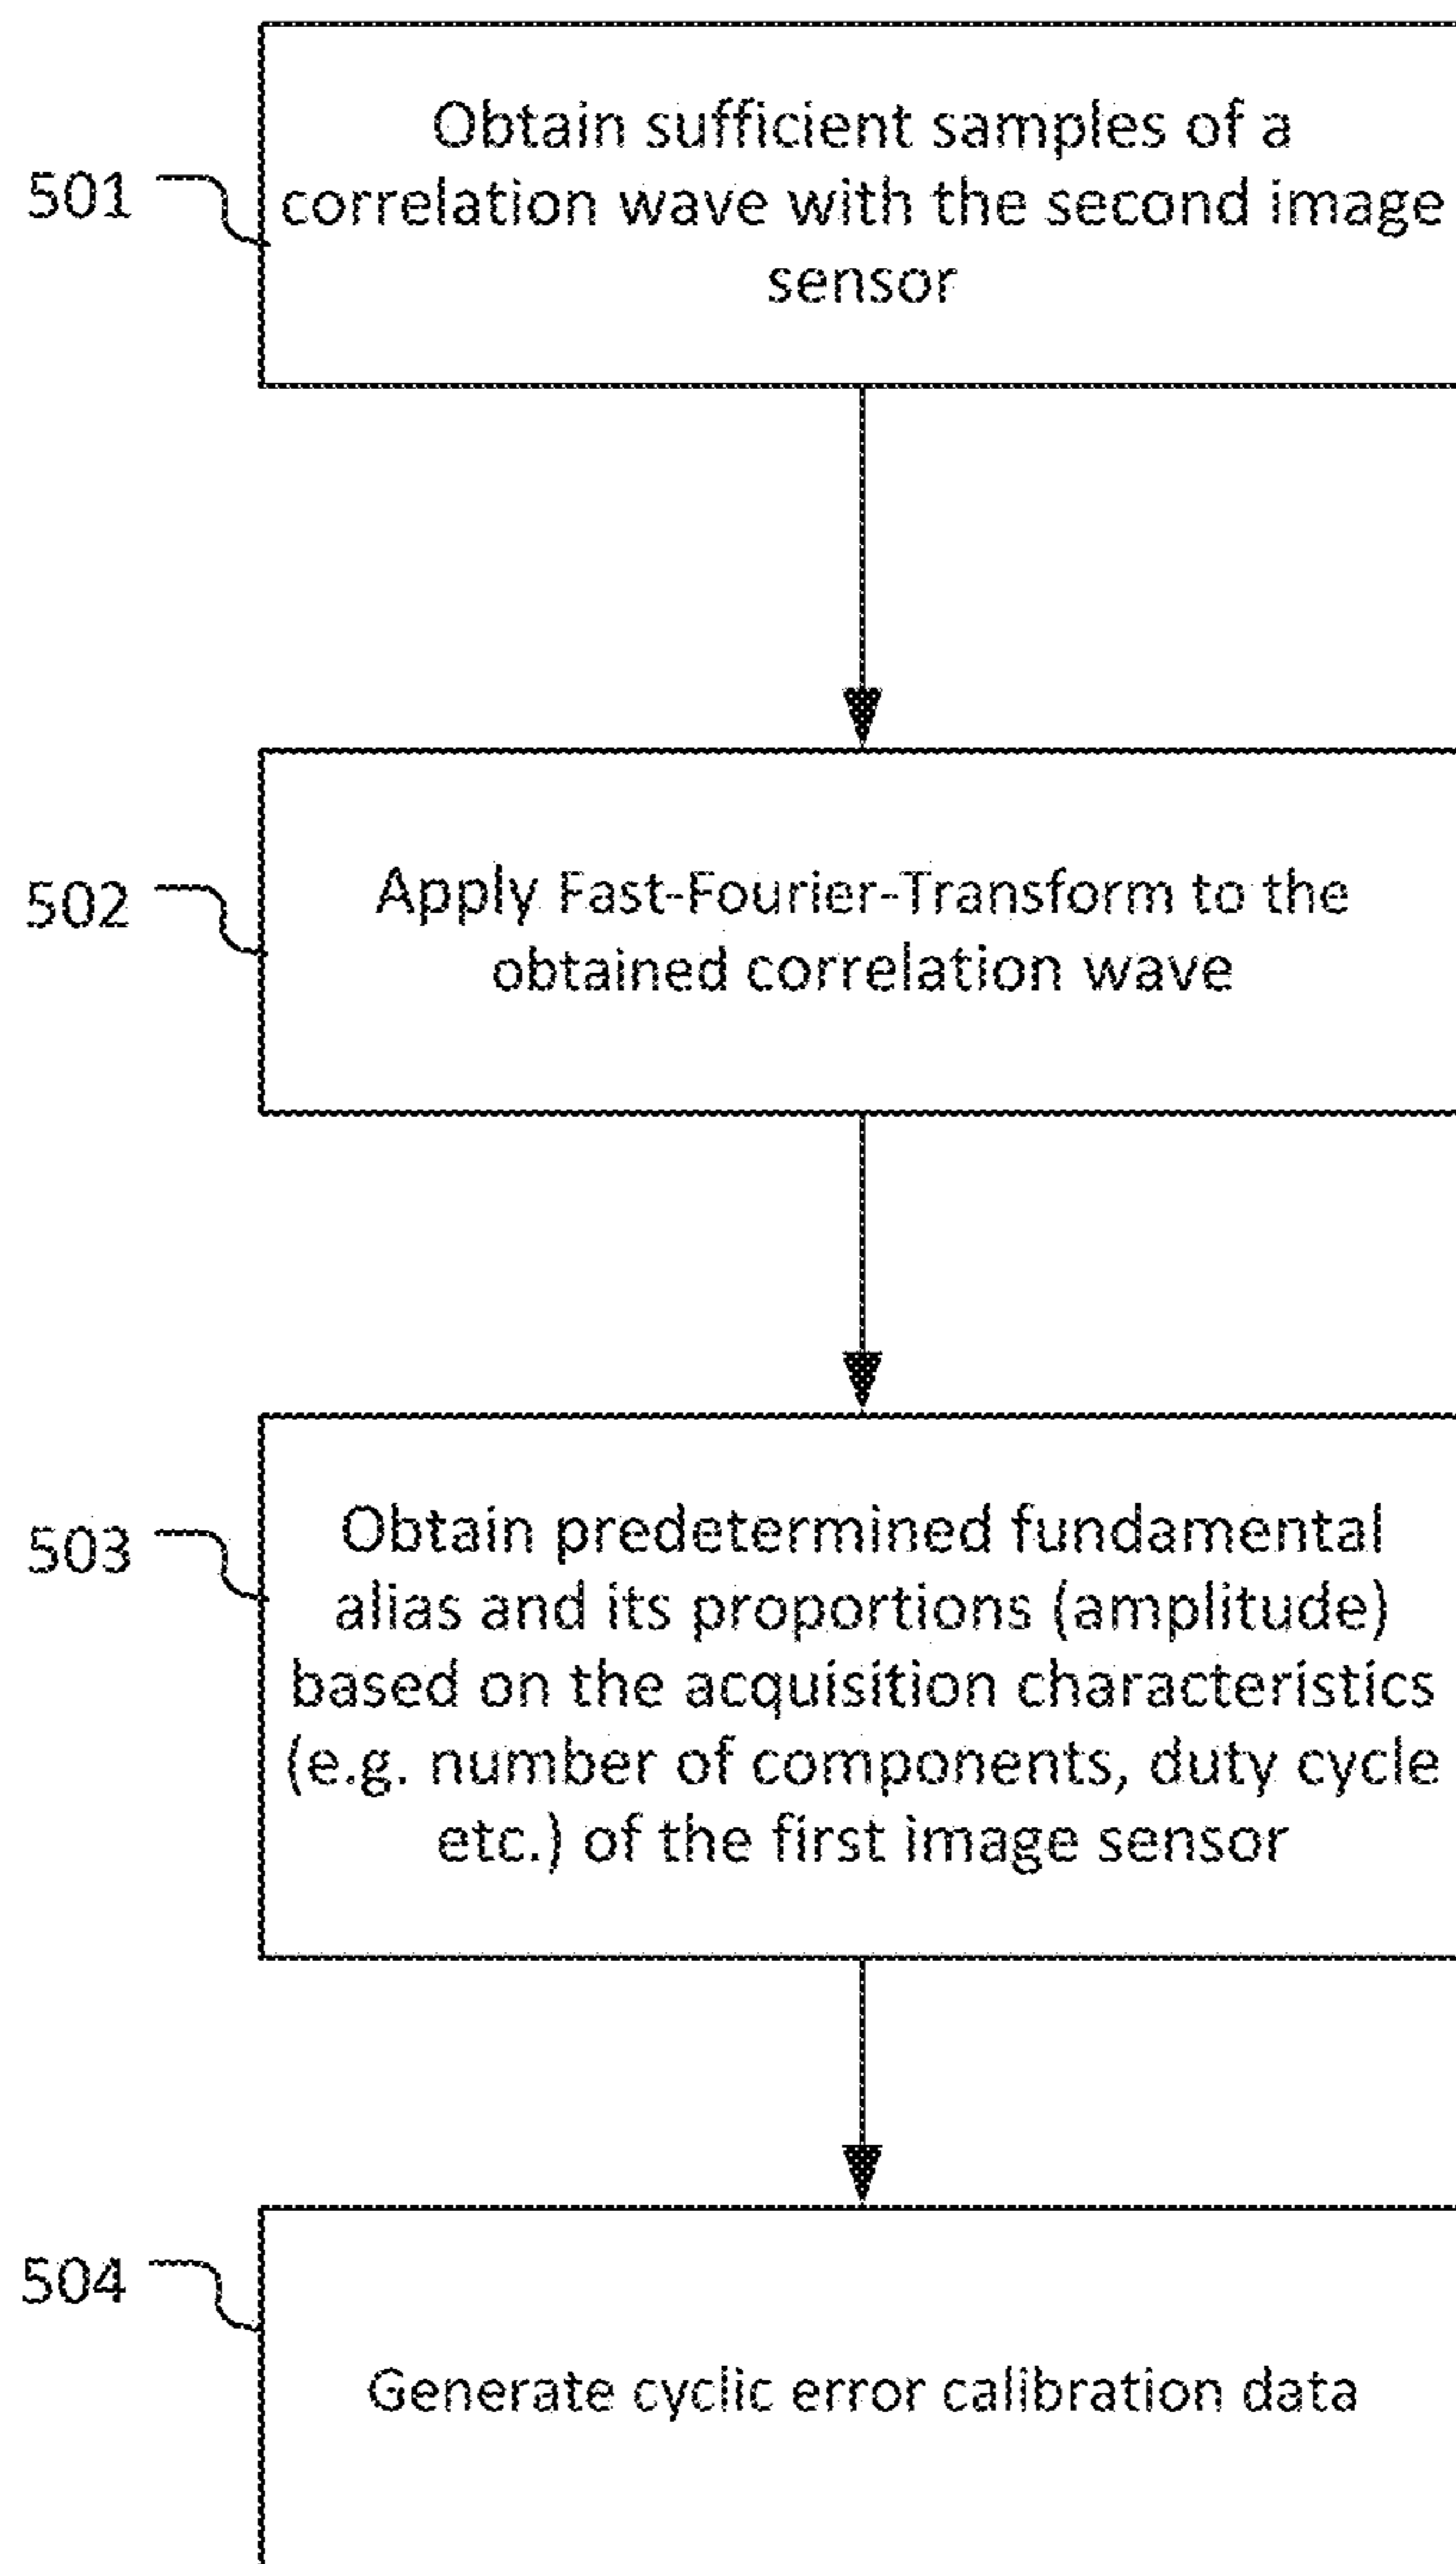 Obtain sufficient samples of a
501
correlation wave with the second image
sensor
Apply Fast-Fourier-Transform to the
502
obtained correlation wave
503
Obtain predetermined fundamental
alias and its proportions (amplitude)
based on the acquisition characteristics
(e.g. number of components, duty cycle
etc.) of the first image sensor
504
Generate cyclic error calibration data